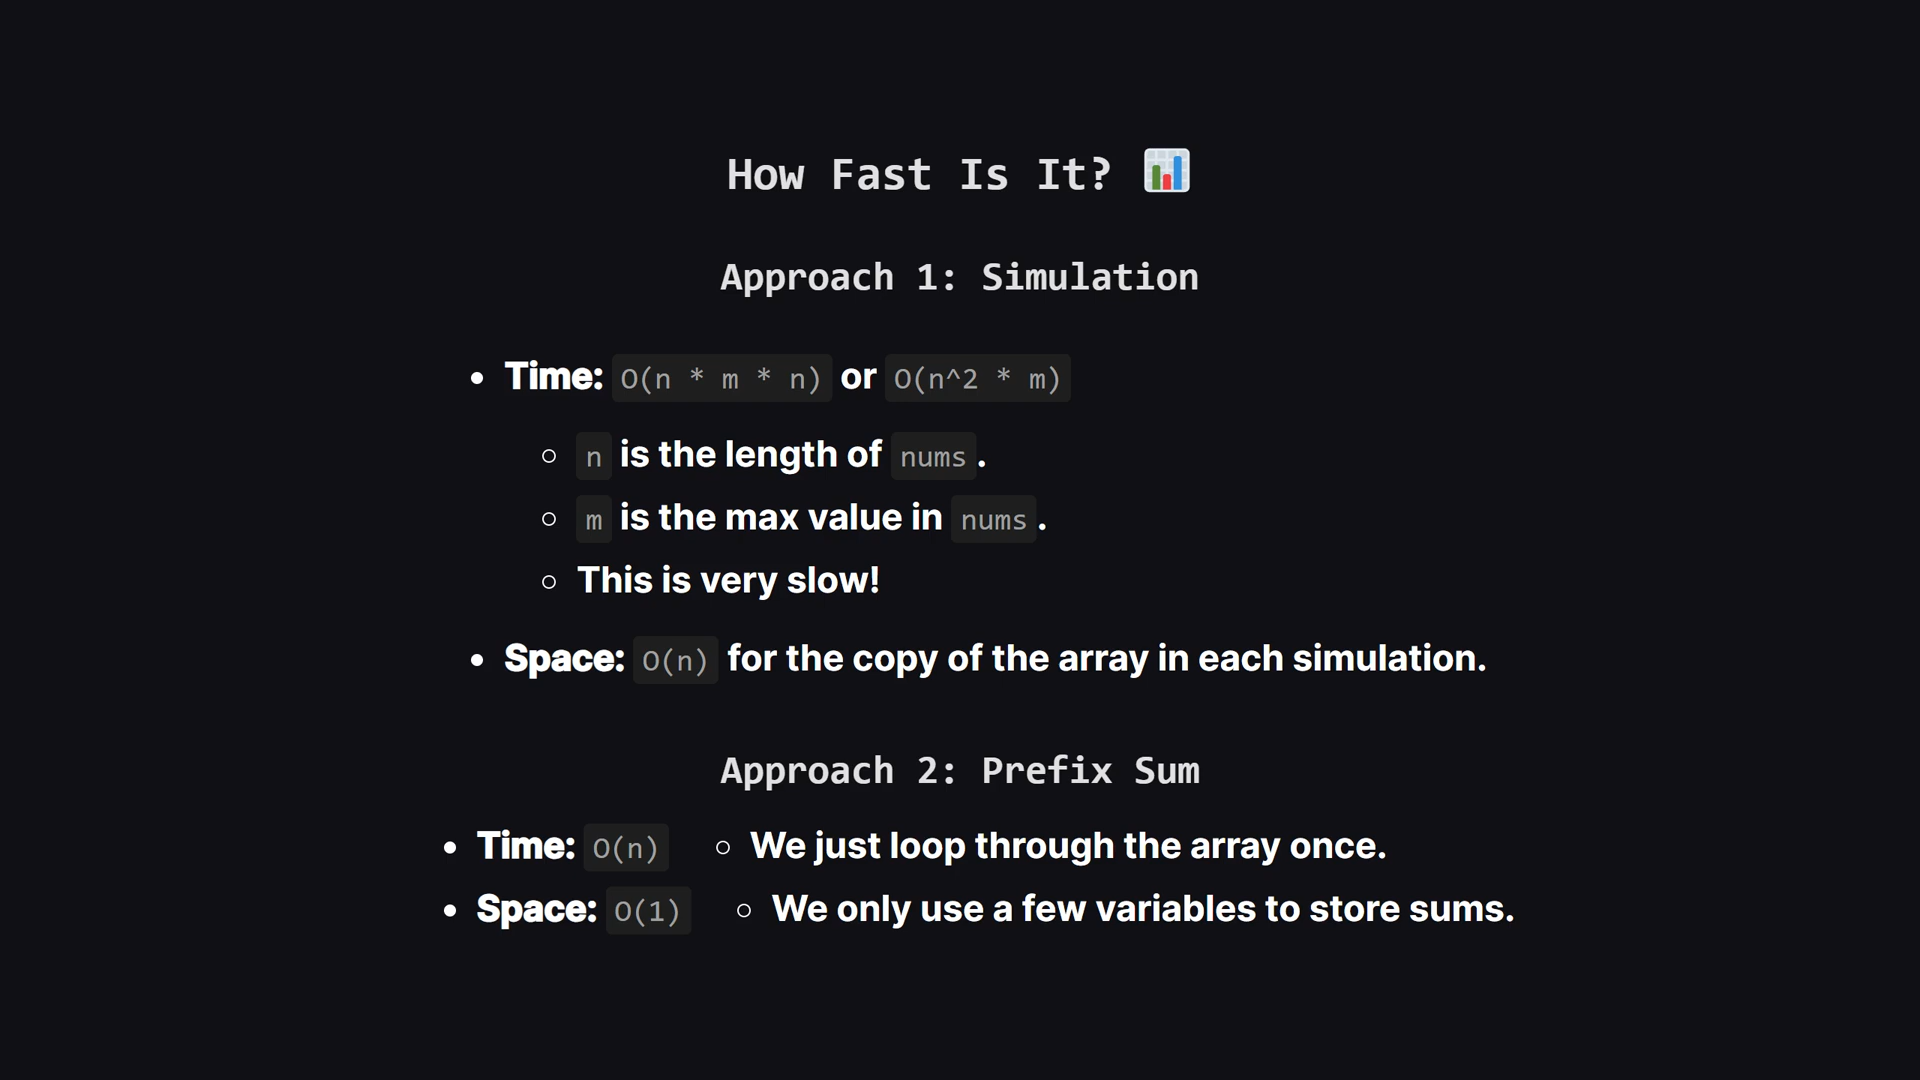 How Fast Is It? 📊
Approach 1: Simulation
• Time: O(n * m * n) or O(n^2 * m)
◦ n is the length of nums.
◦ m is the max value in nums.
◦ This is very slow!
• Space: O(n) for the copy of the array in each simulation.
Approach 2: Prefix Sum
• Time: O(n) ◦ We just loop through the array once.
• Space: O(1) ◦ We only use a few variables to store sums.